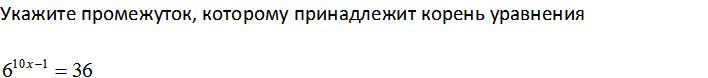 Укажите промежуток, которому принадлежит корень уравнения
6^{10x−1} = 36